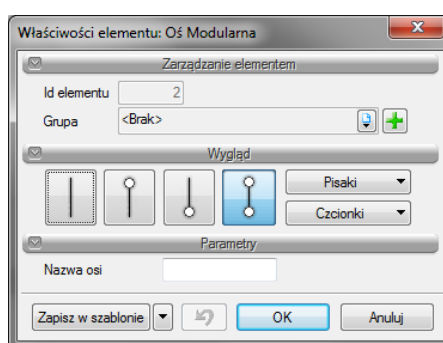 Właściwości elementu: Oś Modularna
Zarządzanie elementem
Id elementu 2
Grupa <Brak>
Wygląd
Pisaki
Czcionki
Parametry
Nazwa osi
Zapisz w szablonie OK Anuluj